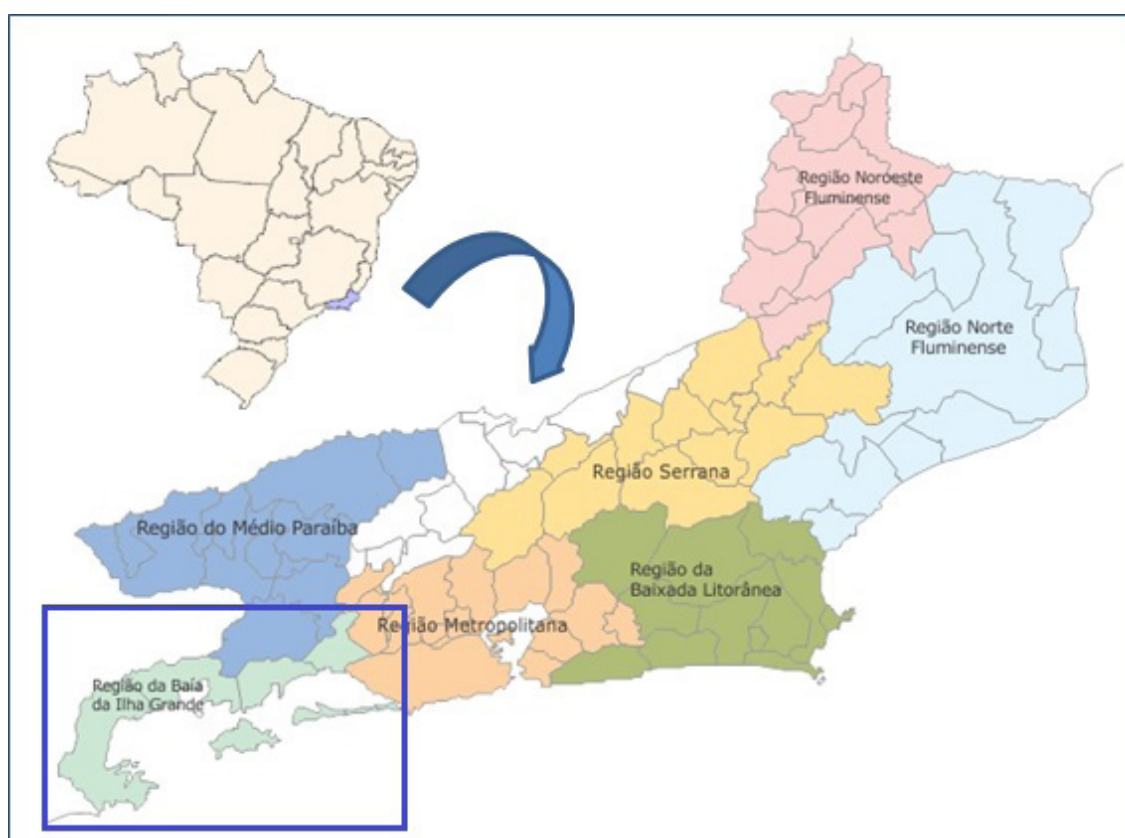 Região Noroeste
Fluminense
Região Norte
Fluminense
Região Serrana
Região do Médio Paraíba
Região da
Baixada Litorânea
Região Metropolitana
Região da Baía
da Ilha Grande